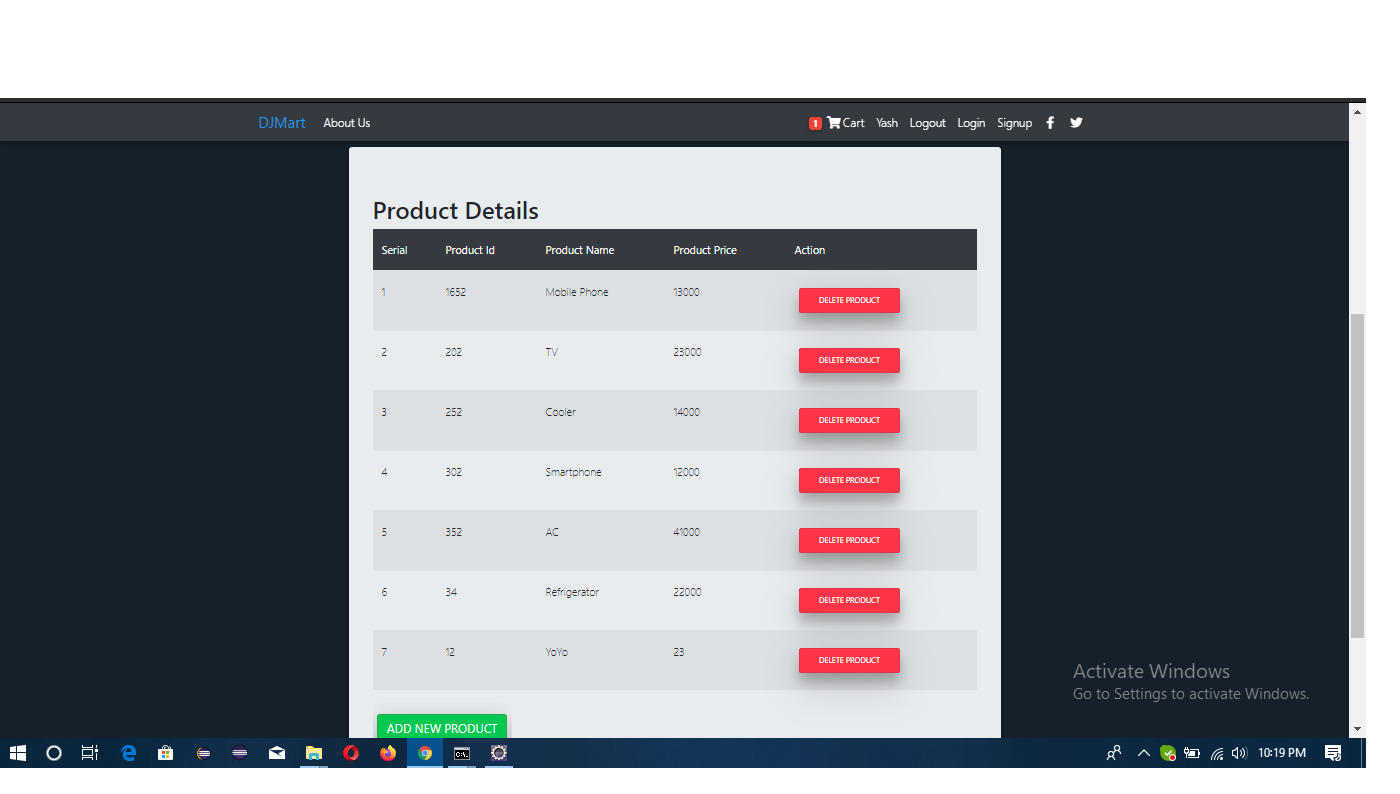 DJMart About Us 1 Cart Yash Logout Login Signup
Product Details
Serial Product Id Product Name Product Price Action
1 1652 Mobile Phone 13000 DELETE PRODUCT
2 202 TV 23000 DELETE PRODUCT
3 252 Cooler 14000 DELETE PRODUCT
4 302 Smartphone 12000 DELETE PRODUCT
5 352 AC 41000 DELETE PRODUCT
6 34 Refrigerator 22000 DELETE PRODUCT
7 12 YoYo 23 DELETE PRODUCT
Activate Windows
Go to Settings to activate Windows.
ADD NEW PRODUCT
10:19 PM